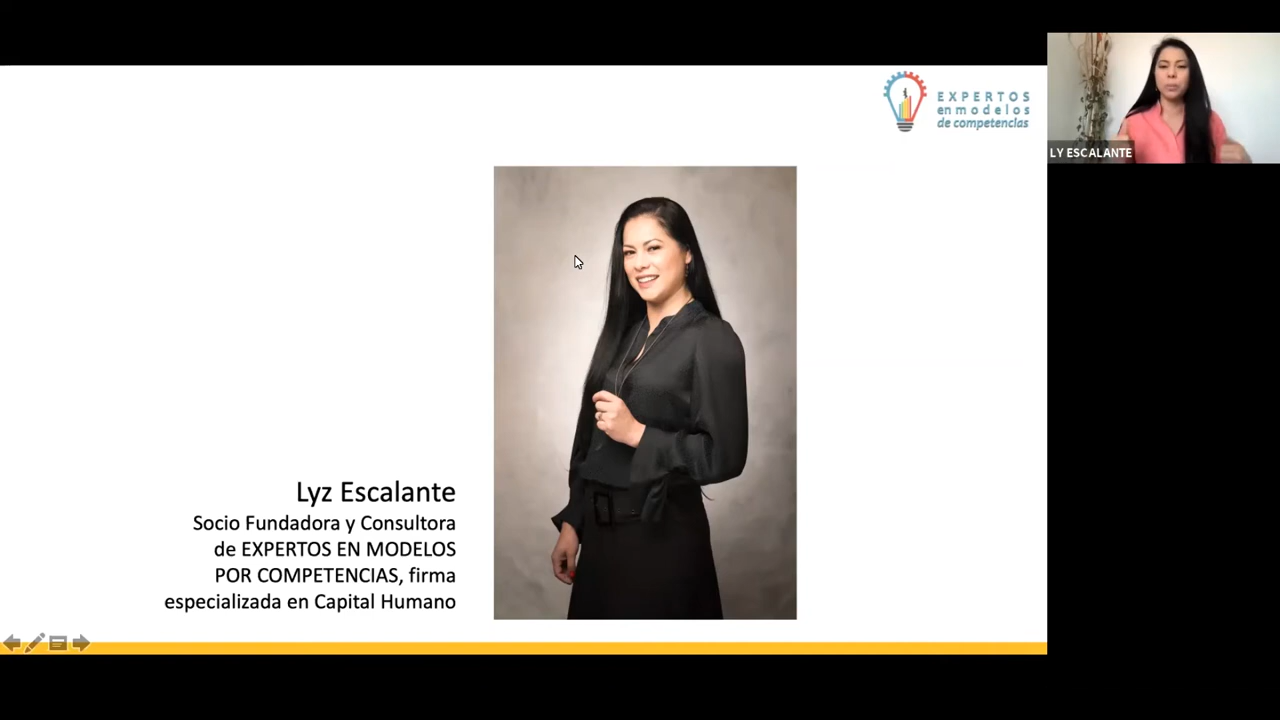 EXPERTOS
en modelos
de competencias
LY ESCALANTE
Lyz Escalante
Socio Fundadora y Consultora
de EXPERTOS EN MODELOS
POR COMPETENCIAS, firma
especializada en Capital Humano